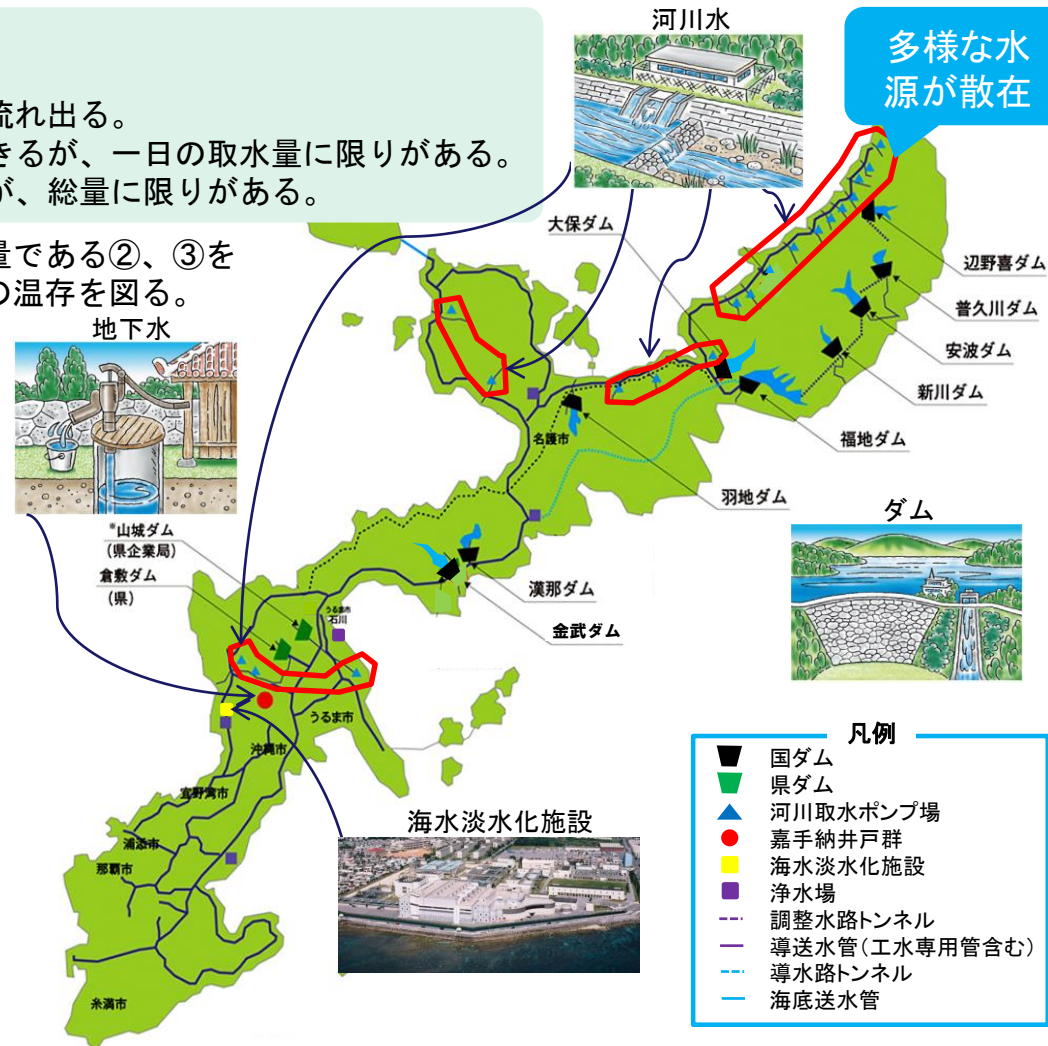 流れ出る。
きるが、一日の取水量に限りがある。
が、総量に限りがある。
量である②、③を
の温存を図る。
河川水
多様な水
源が散在
地下水
大保ダム
辺野喜ダム
普久川ダム
安波ダム
新川ダム
福地ダム
名護市
羽地ダム
ダム
*山城ダム
(県企業局)
倉敷ダム
(県)
うるま市
石川
漢那ダム
金武ダム
うるま市
沖縄市
宜野湾市
浦添市
那覇市
糸満市
海水淡水化施設
凡例
国ダム
県ダム
河川取水ポンプ場
嘉手納井戸群
海水淡水化施設
浄水場
調整水路トンネル
導送水管(工水専用管含む)
導水路トンネル
海底送水管